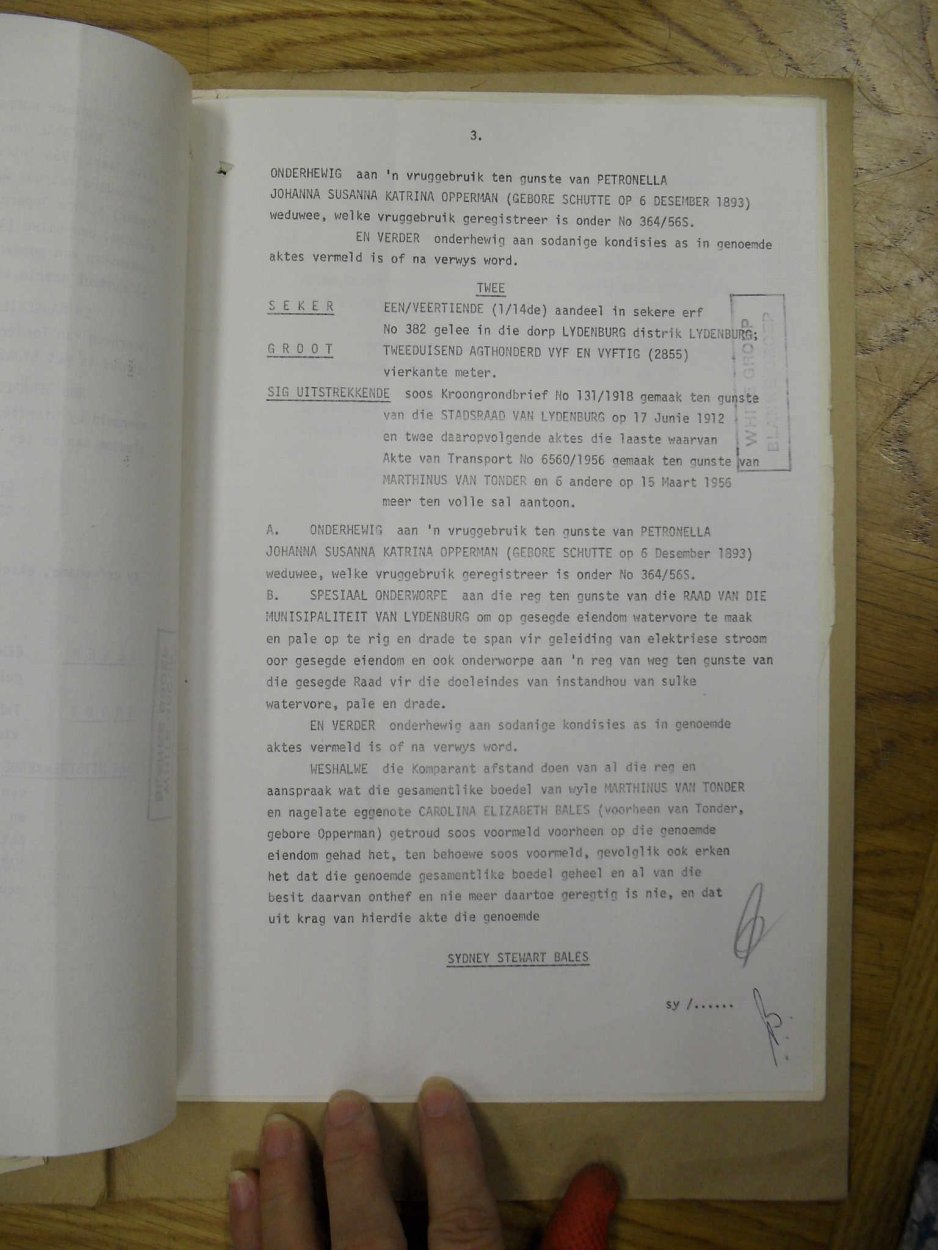 3.
ONDERHEWIG aan 'n vruggebruik ten gunste van PETRONELLA
JOHANNA SUSANNA KATRINA OPPERMAN (GEBORE SCHUTTE OP 6 DESEMBER 1893)
weduwee, welke vruggebruik geregistreer is onder No 364/56S.
EN VERDER onderhewig aan sodanige kondisies as in genoemde
aktes vermeld is of na verwys word.
TWEE
S E K E R EEN/VEERTIENDE (1/14de) aandeel in sekere erf
No 382 gelee in die dorp LYDENBURG distrik LYDENBURG;
G R O O T TWEEDUISEND AGTHONDERD VYF EN VYFTIG (2855)
vierkante meter.
SIG UITSTREKKENDE soos Kroongrondbrief No 131/1918 gemaak ten gunste
van die STADSRAAD VAN LYDENBURG op 17 Junie 1912
en twee daaropvolgende aktes die laaste waarvan
Akte van Transport No 6560/1956 gemaak ten gunste van
MARTHINUS VAN TONDER en 6 andere op 15 Maart 1956
meer ten volle sal aantoon.
WHITE GROUP
BLANKE GROEP
A. ONDERHEWIG aan 'n vruggebruik ten gunste van PETRONELLA
JOHANNA SUSANNA KATRINA OPPERMAN (GEBORE SCHUTTE op 6 Desember 1893)
weduwee, welke vruggebruik geregistreer is onder No 364/56S.
B. SPESIAAL ONDERWORPE aan die reg ten gunste van die RAAD VAN DIE
MUNISIPALITEIT VAN LYDENBURG om op gesegde eiendom watervore te maak
en pale op te rig en drade te span vir geleiding van elektriese stroom
oor gesegde eiendom en ook onderworpe aan 'n reg van weg ten gunste van
die gesegde Raad vir die doeleindes van instandhou van sulke
watervore, pale en drade.
EN VERDER onderhewig aan sodanige kondisies as in genoemde
aktes vermeld is of na verwys word.
WESHALWE die Komparant afstand doen van al die reg en
aanspraak wat die gesamentlike boedel van wyle MARTHINUS VAN TONDER
en nagelate eggenote CAROLINA ELIZABETH BALES (voorheen van Tonder,
gebore Opperman) getroud soos voormeld voorheen op die genoemde
eiendom gehad het, ten behoewe soos voormeld, gevolglik ook erken
het dat die genoemde gesamentlike boedel geheel en al van die
besit daarvan onthef en nie meer daartoe geregtig is nie, en dat
uit krag van hierdie akte die genoemde
SYDNEY STEWART BALES
sy /......